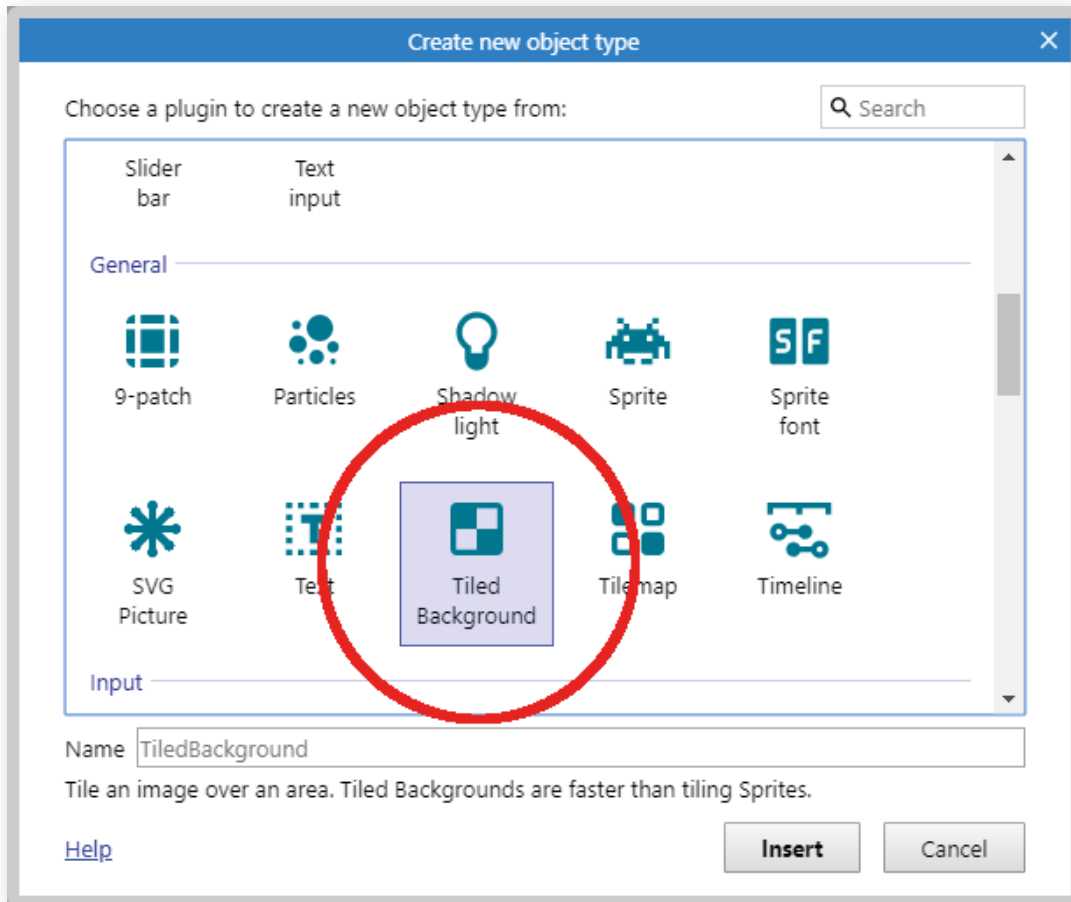 Create new object type
Choose a plugin to create a new object type from:
Search
Slider
bar
Text
input
General
9-patch
Particles
Shadow
light
Sprite
Sprite
font
SVG
Picture
Text
Tiled
Background
Tilemap
Timeline
Input
Name
TiledBackground
Tile an image over an area. Tiled Backgrounds are faster than tiling Sprites.
Help
Insert
Cancel